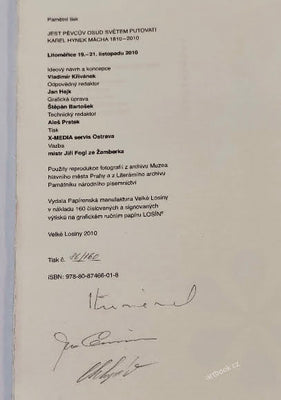 Pamětní tisk
JEST PĚVCŮV OSUD SVĚTEM PUTOVATI
KAREL HYNEK MÁCHA 1810–2010
Litoměřice 19.–21. listopadu 2010
Ideový návrh a koncepce
Vladimír Křivánek
Odpovědný redaktor
Jan Hejk
Grafická úprava
Štěpán Bartošek
Technický redaktor
Aleš Prstek
Tisk
X-MEDIA servis Ostrava
Vazba
mistr Jiří Fogl ze Žamberka
Použity reprodukce fotografií z archivu Muzea
hlavního města Prahy a z Literárního archivu
Památníku národního písemnictví
Vydala Papírenská manufaktura Velké Losiny
v nákladu 160 číslovaných a signovaných
výtisků na grafickém ručním papíru LOSÍN®
Velké Losiny 2010
Tisk č. 86/160
ISBN: 978-80-87466-01-8
artbook.cz